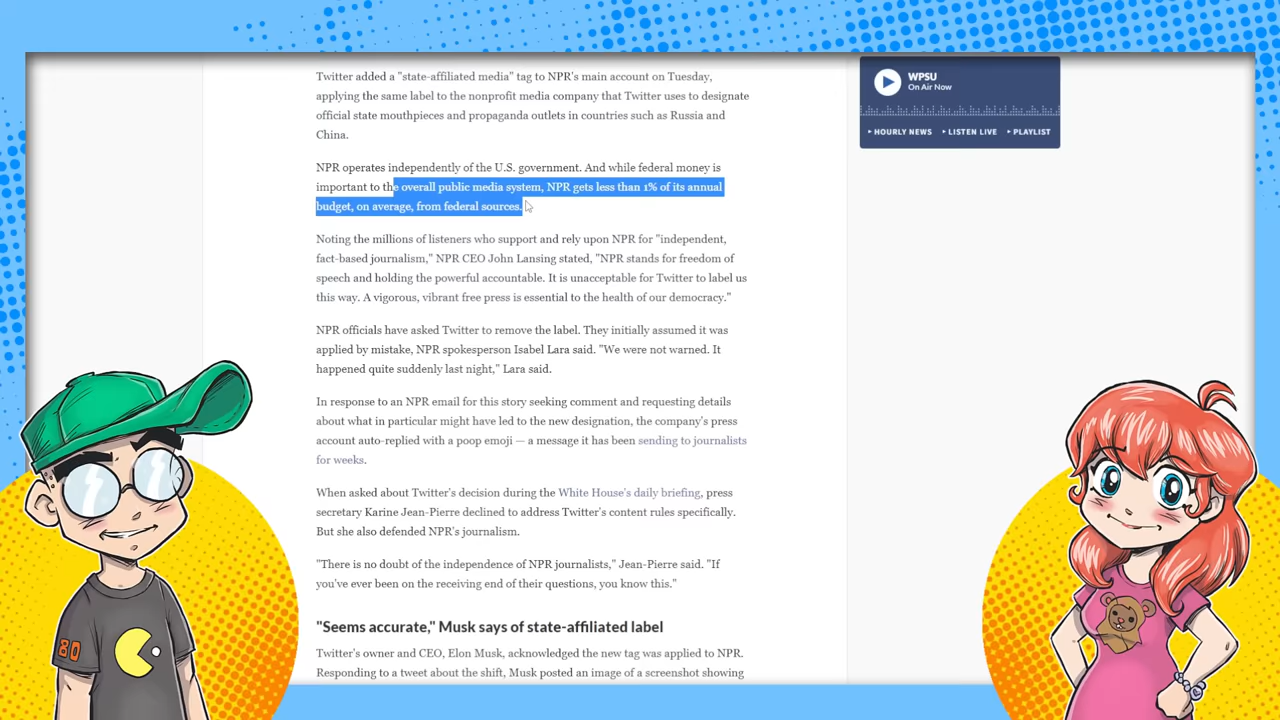 Twitter added a "state-affiliated media" tag to NPR's main account on Tuesday,
applying the same label to the nonprofit media company that Twitter uses to designate
official state mouthpieces and propaganda outlets in countries such as Russia and
China.
NPR operates independently of the U.S. government. And while federal money is
important to the overall public media system, NPR gets less than 1% of its annual
budget, on average, from federal sources.
Noting the millions of listeners who support and rely upon NPR for "independent,
fact-based journalism," NPR CEO John Lansing stated, "NPR stands for freedom of
speech and holding the powerful accountable. It is unacceptable for Twitter to label us
this way. A vigorous, vibrant free press is essential to the health of our democracy."
NPR officials have asked Twitter to remove the label. They initially assumed it was
applied by mistake, NPR spokesperson Isabel Lara said. "We were not warned. It
happened quite suddenly last night," Lara said.
In response to an NPR email for this story seeking comment and requesting details
about what in particular might have led to the new designation, the company's press
account auto-replied with a poop emoji — a message it has been sending to journalists
for weeks.
When asked about Twitter's decision during the White House's daily briefing, press
secretary Karine Jean-Pierre declined to address Twitter's content rules specifically.
But she also defended NPR's journalism.
"There is no doubt of the independence of NPR journalists," Jean-Pierre said. "If
you've ever been on the receiving end of their questions, you know this."
"Seems accurate," Musk says of state-affiliated label
Twitter's owner and CEO, Elon Musk, acknowledged the new tag was applied to NPR.
Responding to a tweet about the shift, Musk posted an image of a screenshot showing
WPSU
On Air Now
HOURLY NEWS LISTEN LIVE PLAYLIST
80